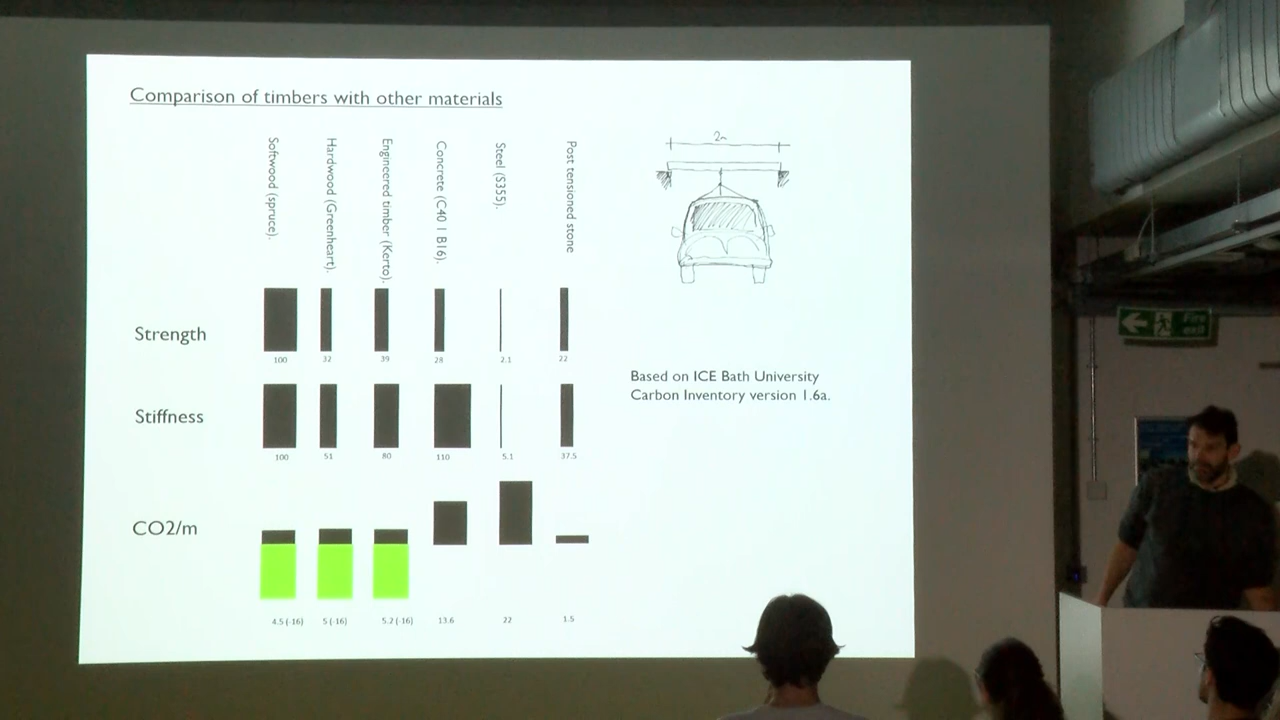 Comparison of timbers with other materials
Softwood (spruce).
Hardwood (Greenheart).
Engineered timber (Kerto).
Concrete (C40 | B16).
Steel (S355).
Post tensioned stone
2m
Strength
100 32 39 28 2.1 22
Based on ICE Bath University
Carbon Inventory version 1.6a.
Stiffness
100 51 80 110 5.1 37.5
CO2/m
4.5 (-16) 5 (-16) 5.2 (-16) 13.6 22 1.5
Fire
exit